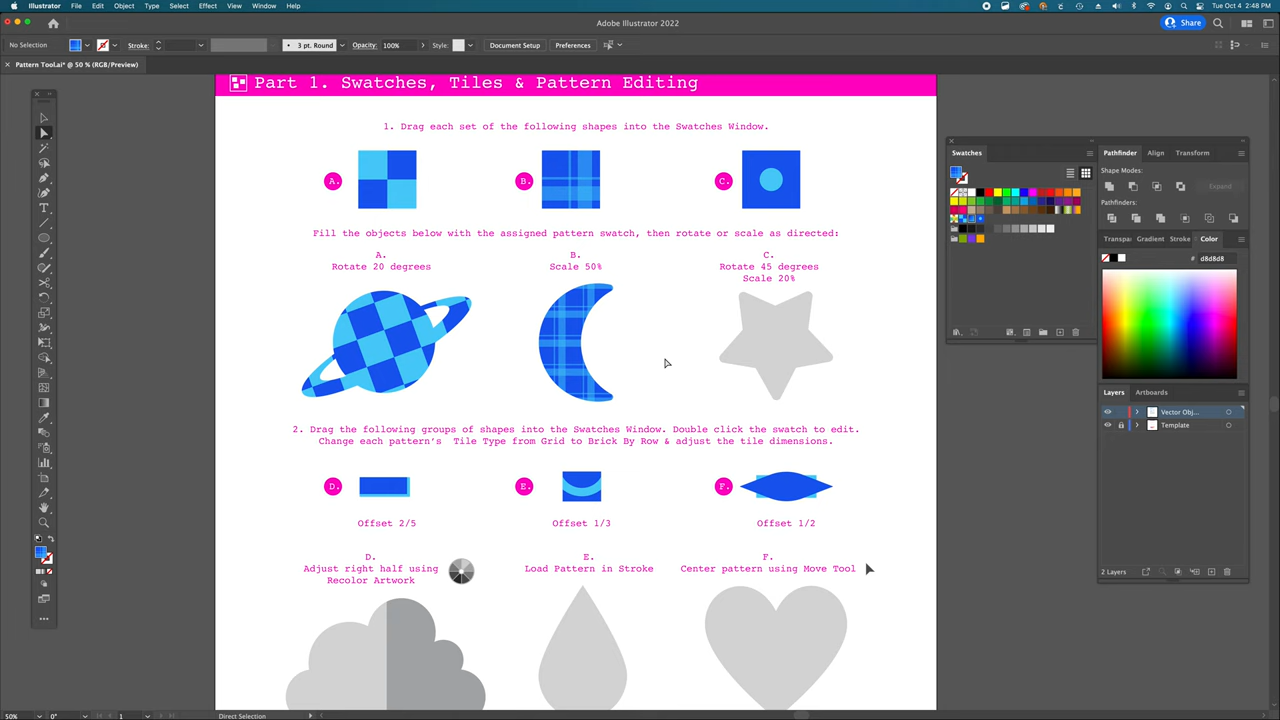 Illustrator File Edit Object Type Select Effect View Window Help
Tue Oct 4 2:48 PM
Adobe Illustrator 2022
Share
No Selection
Stroke:
3 pt. Round
Opacity: 100%
Style:
Document Setup
Preferences
Pattern Tool.ai* @ 50 % (RGB/Preview)
Part 1. Swatches, Tiles & Pattern Editing
1. Drag each set of the following shapes into the Swatches Window.
A.
B.
C.
Fill the objects below with the assigned pattern swatch, then rotate or scale as directed:
A.
Rotate 20 degrees
B.
Scale 50%
C.
Rotate 45 degrees
Scale 20%
2. Drag the following groups of shapes into the Swatches Window. Double click the swatch to edit.
Change each pattern's Tile Type from Grid to Brick By Row & adjust the tile dimensions.
D.
E.
F.
Offset 2/5
Offset 1/3
Offset 1/2
D.
Adjust right half using
Recolor Artwork
E.
Load Pattern in Stroke
F.
Center pattern using Move Tool
Swatches
Pathfinder Align Transform
Shape Modes:
Expand
Pathfinders:
Transpa Gradient Stroke Color
# d8d8d8
Layers Artboards
Vector Obj...
Template
2 Layers
50%
0°
1
Direct Selection